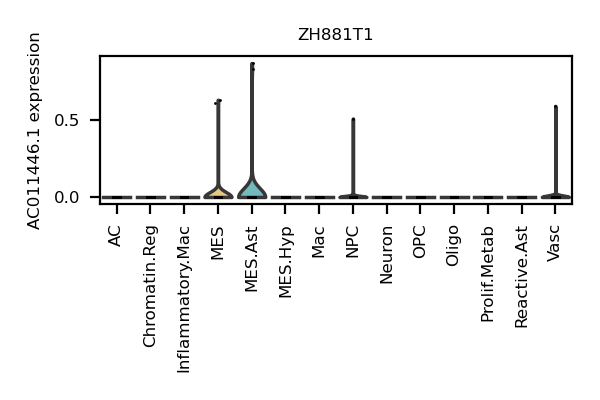 ZH881T1
AC011446.1 expression
0.5
0.0
AC
Chromatin.Reg
Inflammatory.Mac
MES
MES.Ast
MES.Hyp
Mac
NPC
Neuron
OPC
Oligo
Prolif.Metab
Reactive.Ast
Vasc